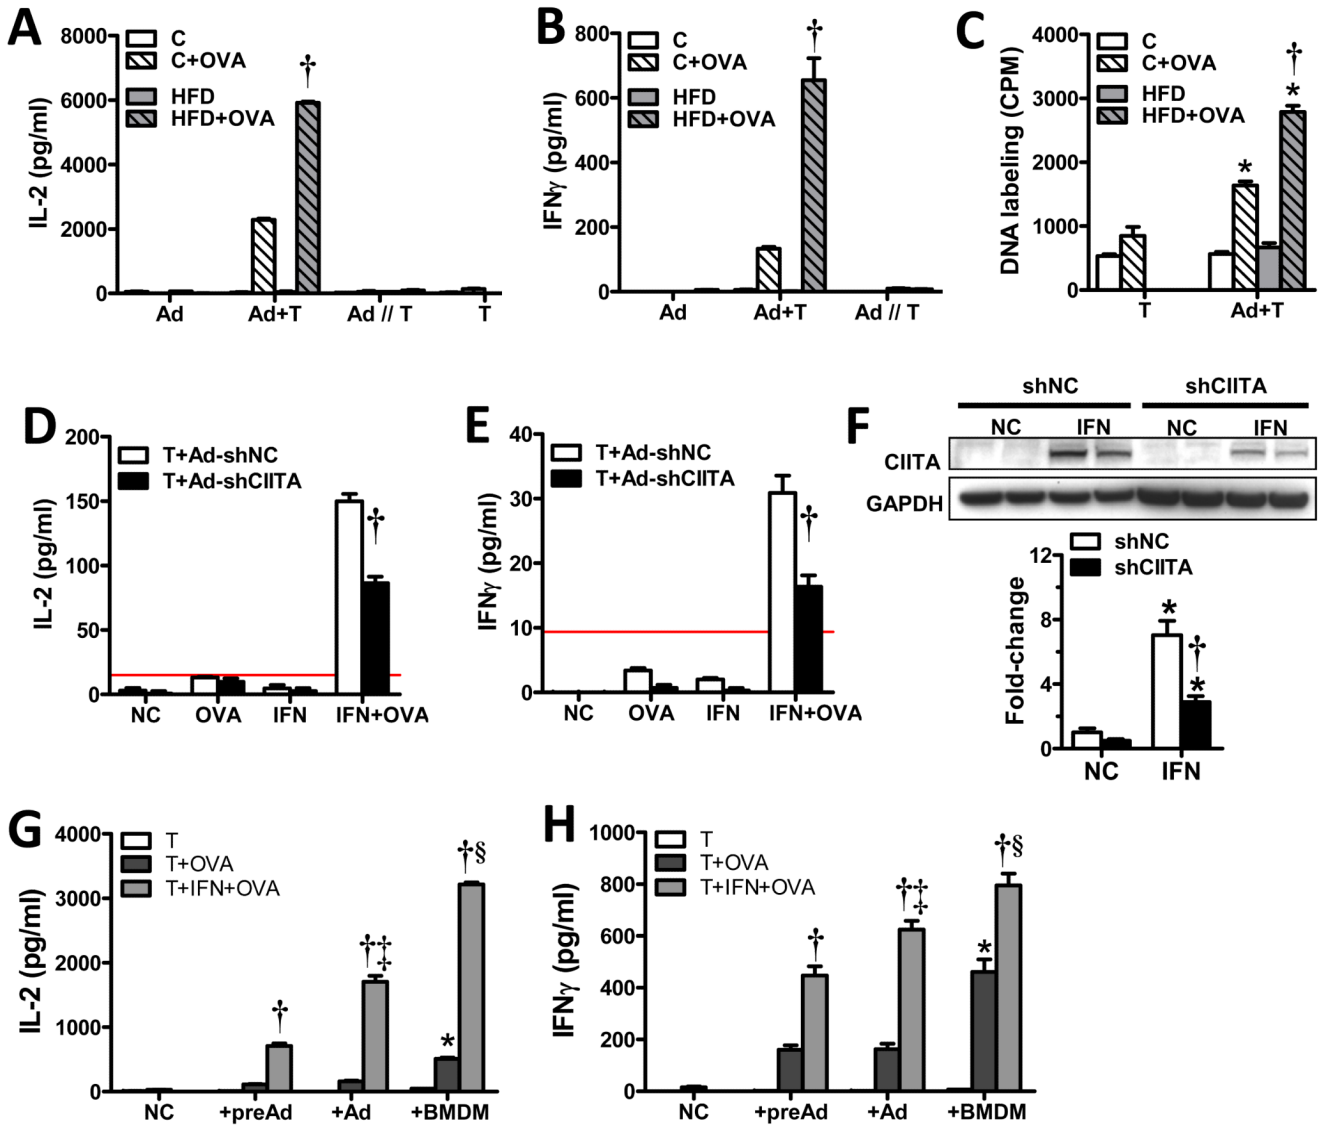 A
IL-2 (pg/ml)
8000
6000
4000
2000
0
C
C+OVA
HFD
HFD+OVA
†
Ad
Ad+T
Ad // T
T
B
IFNγ (pg/ml)
800
600
400
200
0
C
C+OVA
HFD
HFD+OVA
†
Ad
Ad+T
Ad // T
C
DNA labeling (CPM)
4000
3000
2000
1000
0
C
C+OVA
HFD
HFD+OVA
*
†
*
T
Ad+T
D
IL-2 (pg/ml)
200
150
100
50
0
T+Ad-shNC
T+Ad-shCIITA
†
NC
OVA
IFN
IFN+OVA
E
IFNγ (pg/ml)
40
30
20
10
0
T+Ad-shNC
T+Ad-shCIITA
†
NC
OVA
IFN
IFN+OVA
F
shNC
shCIITA
NC
IFN
NC
IFN
CIITA
GAPDH
Fold-change
12
8
4
0
shNC
shCIITA
*
†
*
NC
IFN
G
IL-2 (pg/ml)
4000
3000
2000
1000
0
T
T+OVA
T+IFN+OVA
†
†‡
*
†§
NC
+preAd
+Ad
+BMDM
H
IFNγ (pg/ml)
1000
800
600
400
200
0
T
T+OVA
T+IFN+OVA
†
†‡
*
†§
NC
+preAd
+Ad
+BMDM